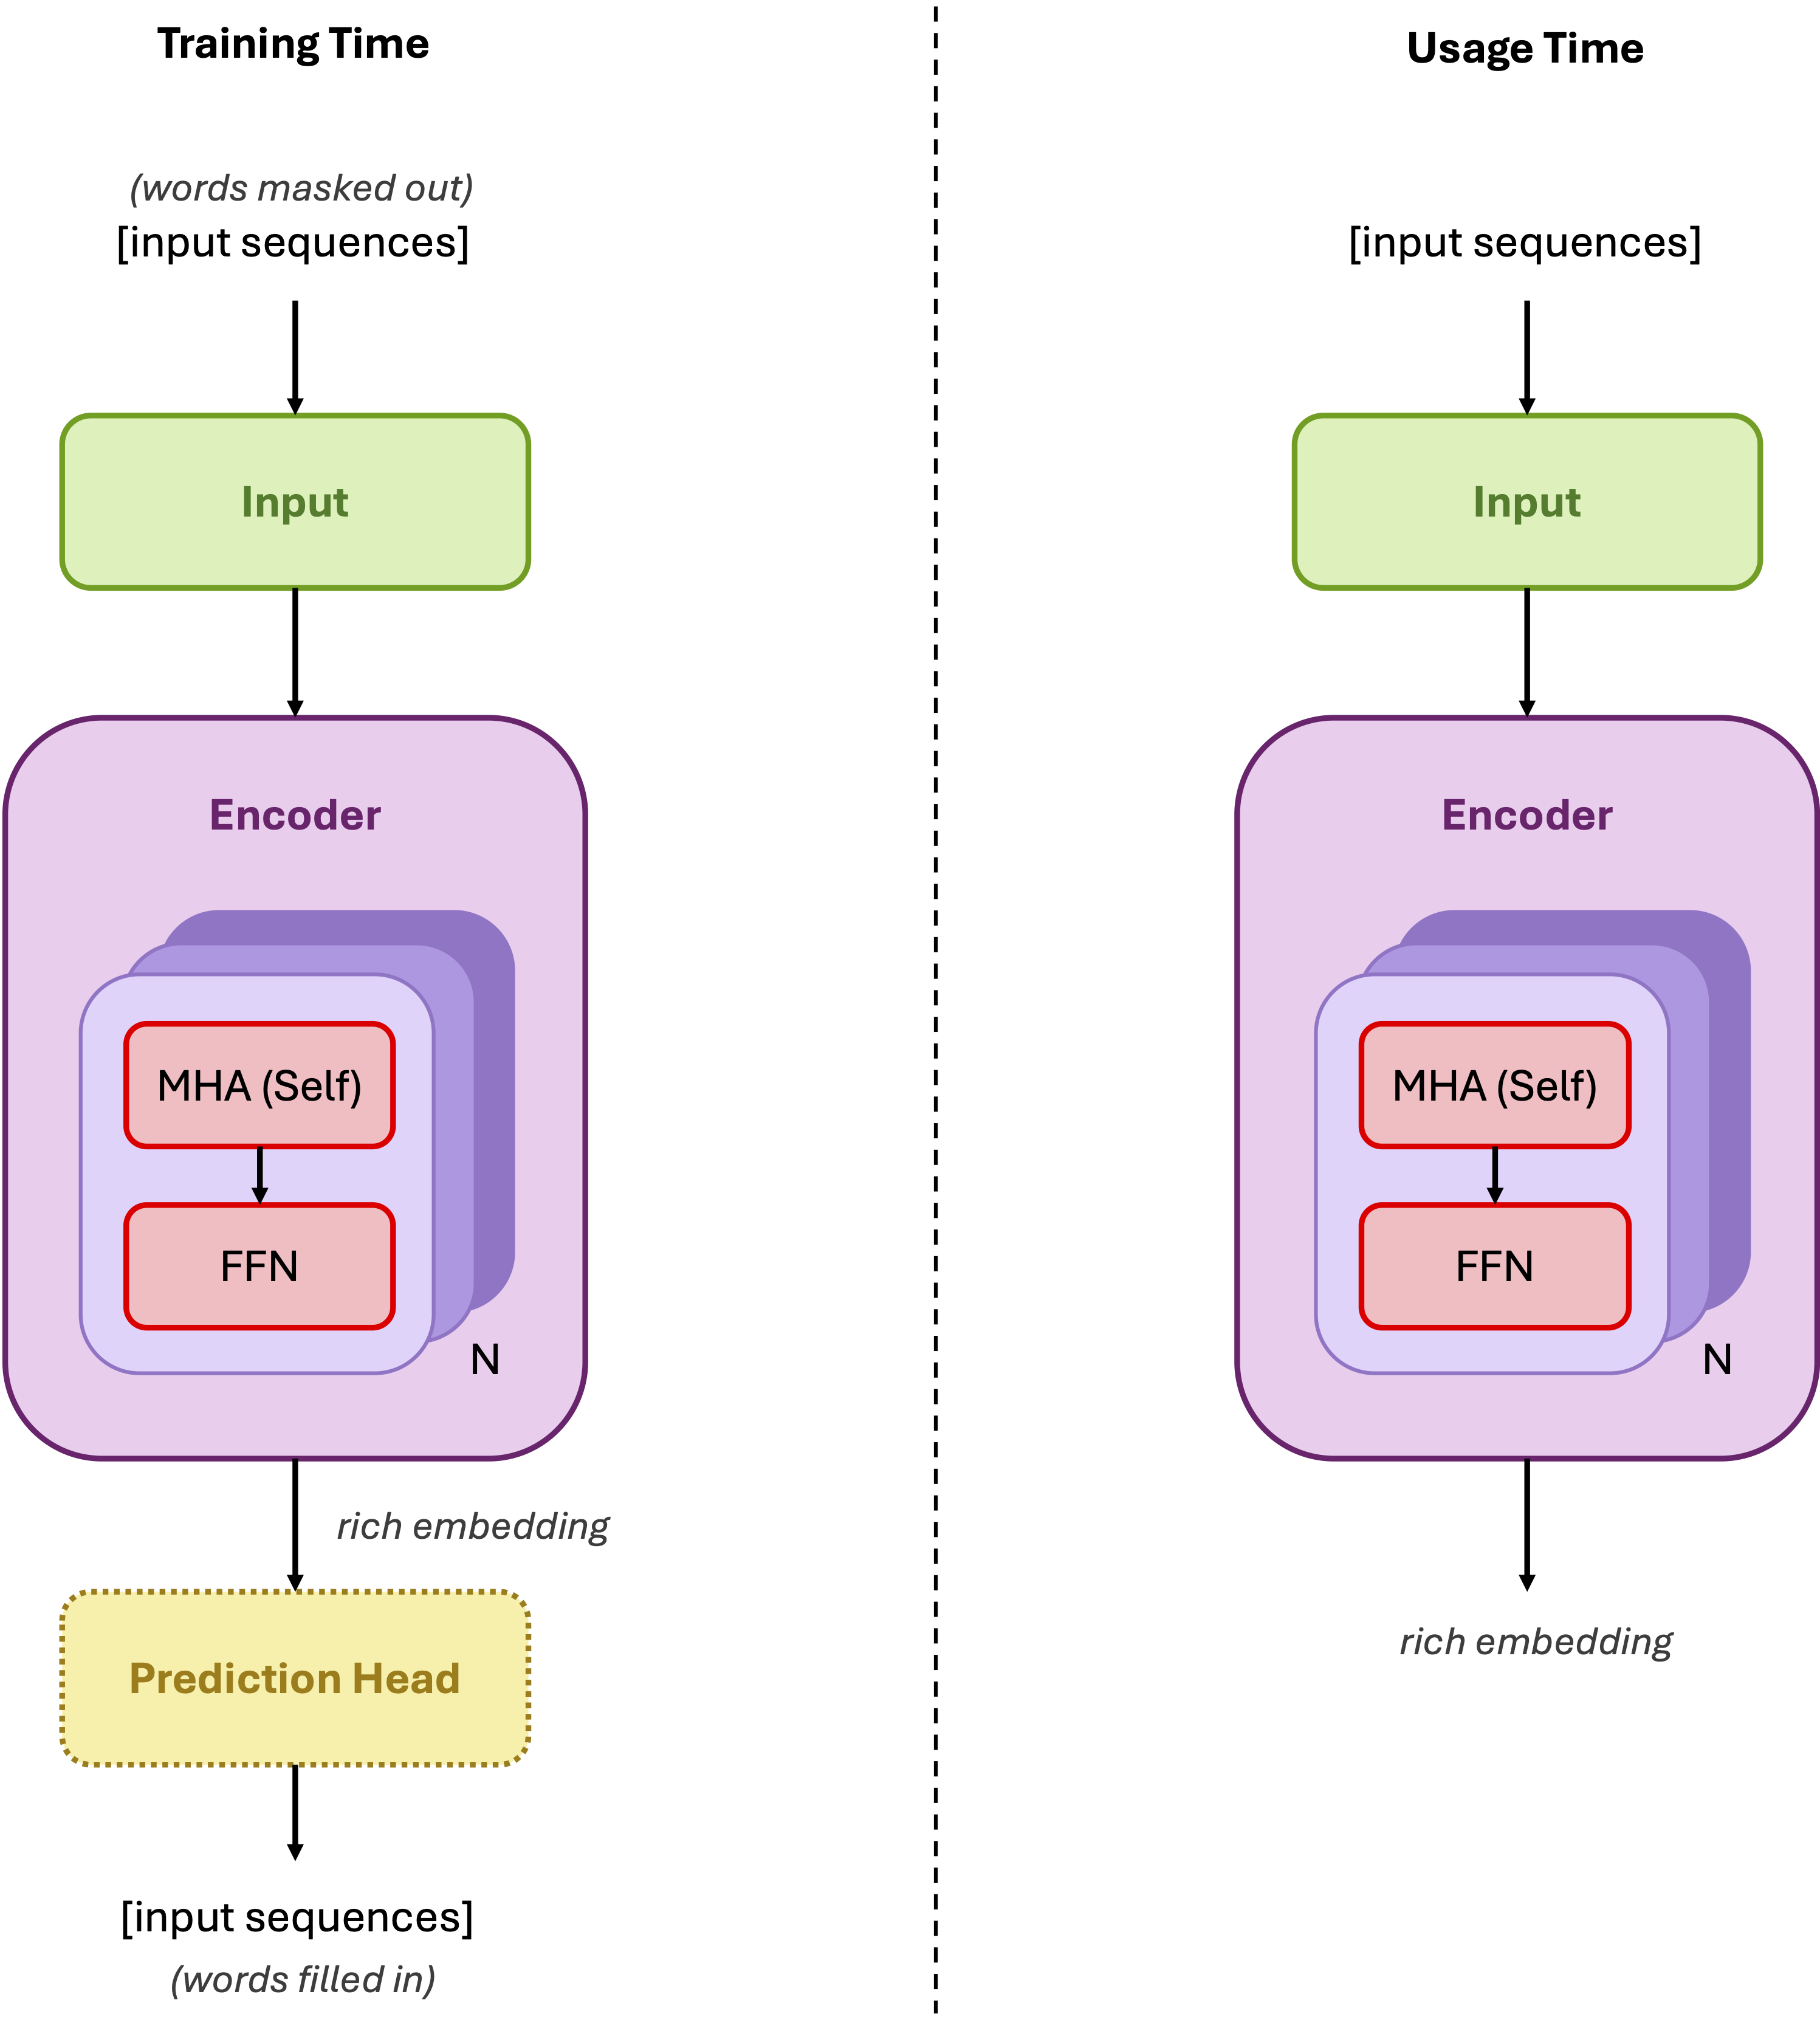 Training Time
(words masked out)
[input sequences]
Input
Encoder
MHA (Self)
FFN
N
rich embedding
Prediction Head
[input sequences]
(words filled in)
Usage Time
[input sequences]
Input
Encoder
MHA (Self)
FFN
N
rich embedding